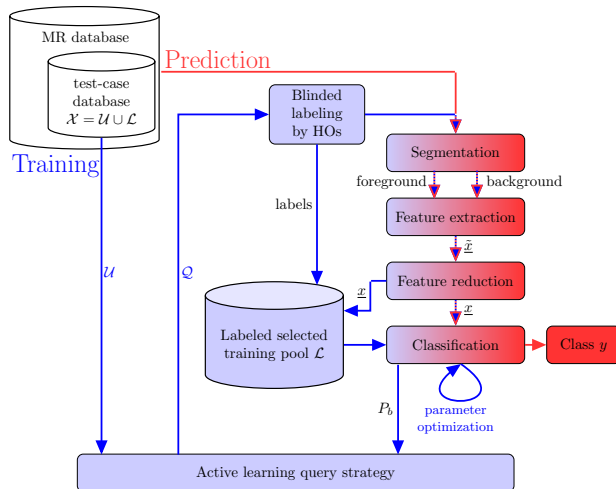 MR database
Prediction
test-case
database
𝒳 = 𝒰 ∪ ℒ
Training
Blinded
labeling
by HOs
Segmentation
foreground
background
labels
Feature extraction
x̃
𝒰
𝒬
x
Feature reduction
x
Labeled selected
training pool ℒ
Classification
Class y
P_b
parameter
optimization
Active learning query strategy